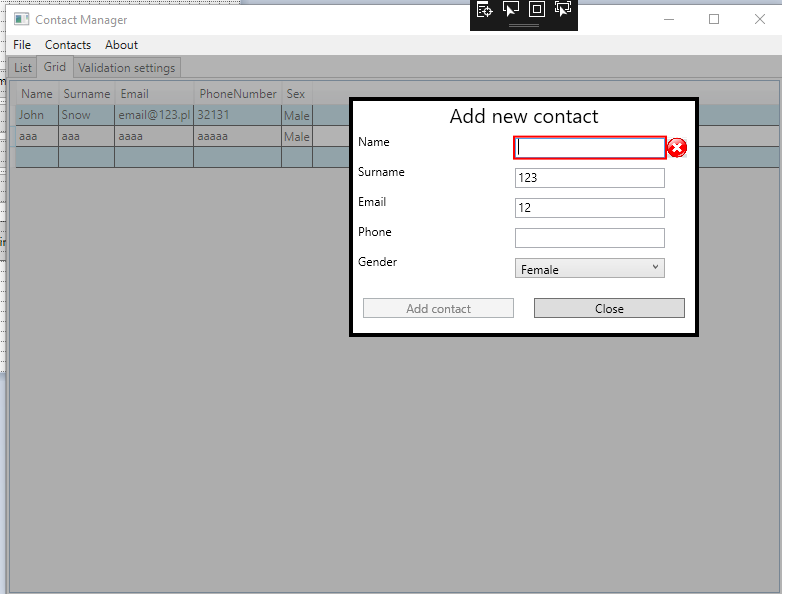 Contact Manager
File Contacts About
List Grid Validation settings
Name Surname Email PhoneNumber Sex
John Snow email@123.pl 32131 Male
aaa aaa aaaa aaaaa Male
Add new contact
Name
Surname 123
Email 12
Phone
Gender Female
Add contact Close